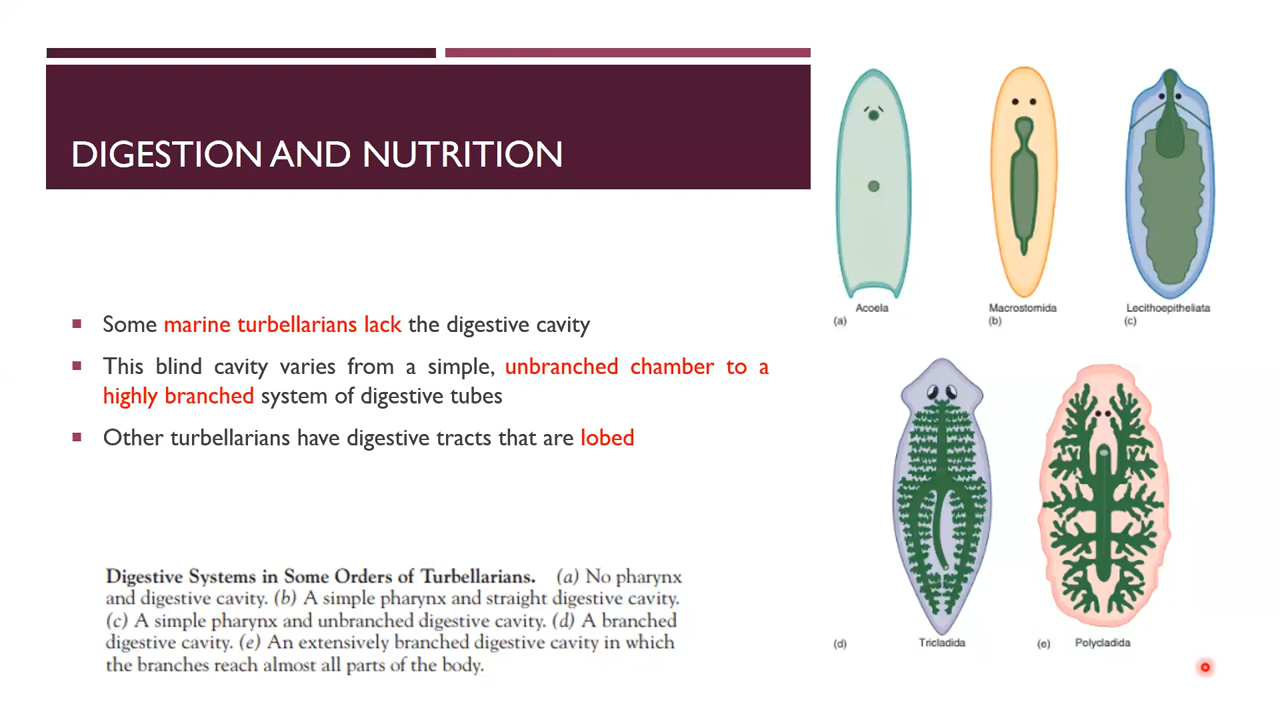 DIGESTION AND NUTRITION
Some marine turbellarians lack the digestive cavity
This blind cavity varies from a simple, unbranched chamber to a
highly branched system of digestive tubes
Other turbellarians have digestive tracts that are lobed
Digestive Systems in Some Orders of Turbellarians. (a) No pharynx
and digestive cavity. (b) A simple pharynx and straight digestive cavity.
(c) A simple pharynx and unbranched digestive cavity. (d) A branched
digestive cavity. (e) An extensively branched digestive cavity in which
the branches reach almost all parts of the body.
Acoela
(a)
Macrostomida
(b)
Lecithoepitheliata
(c)
(d) Tricladida
(e) Polycladida